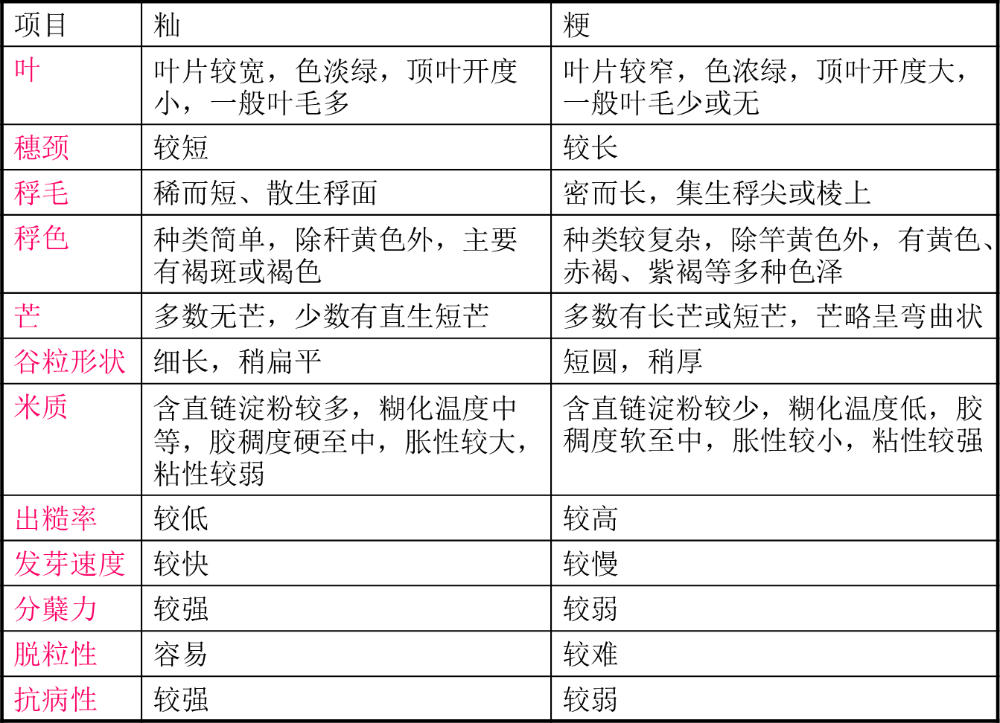 项目 籼 粳
叶 叶片较宽，色淡绿，顶叶开度 叶片较窄，色浓绿，顶叶开度大，
小，一般叶毛多 一般叶毛少或无
穗颈 较短 较长
稃毛 稀而短、散生稃面 密而长，集生稃尖或棱上
稃色 种类简单，除秆黄色外，主要 种类较复杂，除竿黄色外，有黄色、
有褐斑或褐色 赤褐、紫褐等多种色泽
芒 多数无芒，少数有直生短芒 多数有长芒或短芒，芒略呈弯曲状
谷粒形状 细长，稍扁平 短圆，稍厚
米质 含直链淀粉较多，糊化温度中 含直链淀粉较少，糊化温度低，胶
等，胶稠度硬至中，胀性较大， 稠度软至中，胀性较小，粘性较强
粘性较弱
出糙率 较低 较高
发芽速度 较快 较慢
分蘖力 较强 较弱
脱粒性 容易 较难
抗病性 较强 较弱